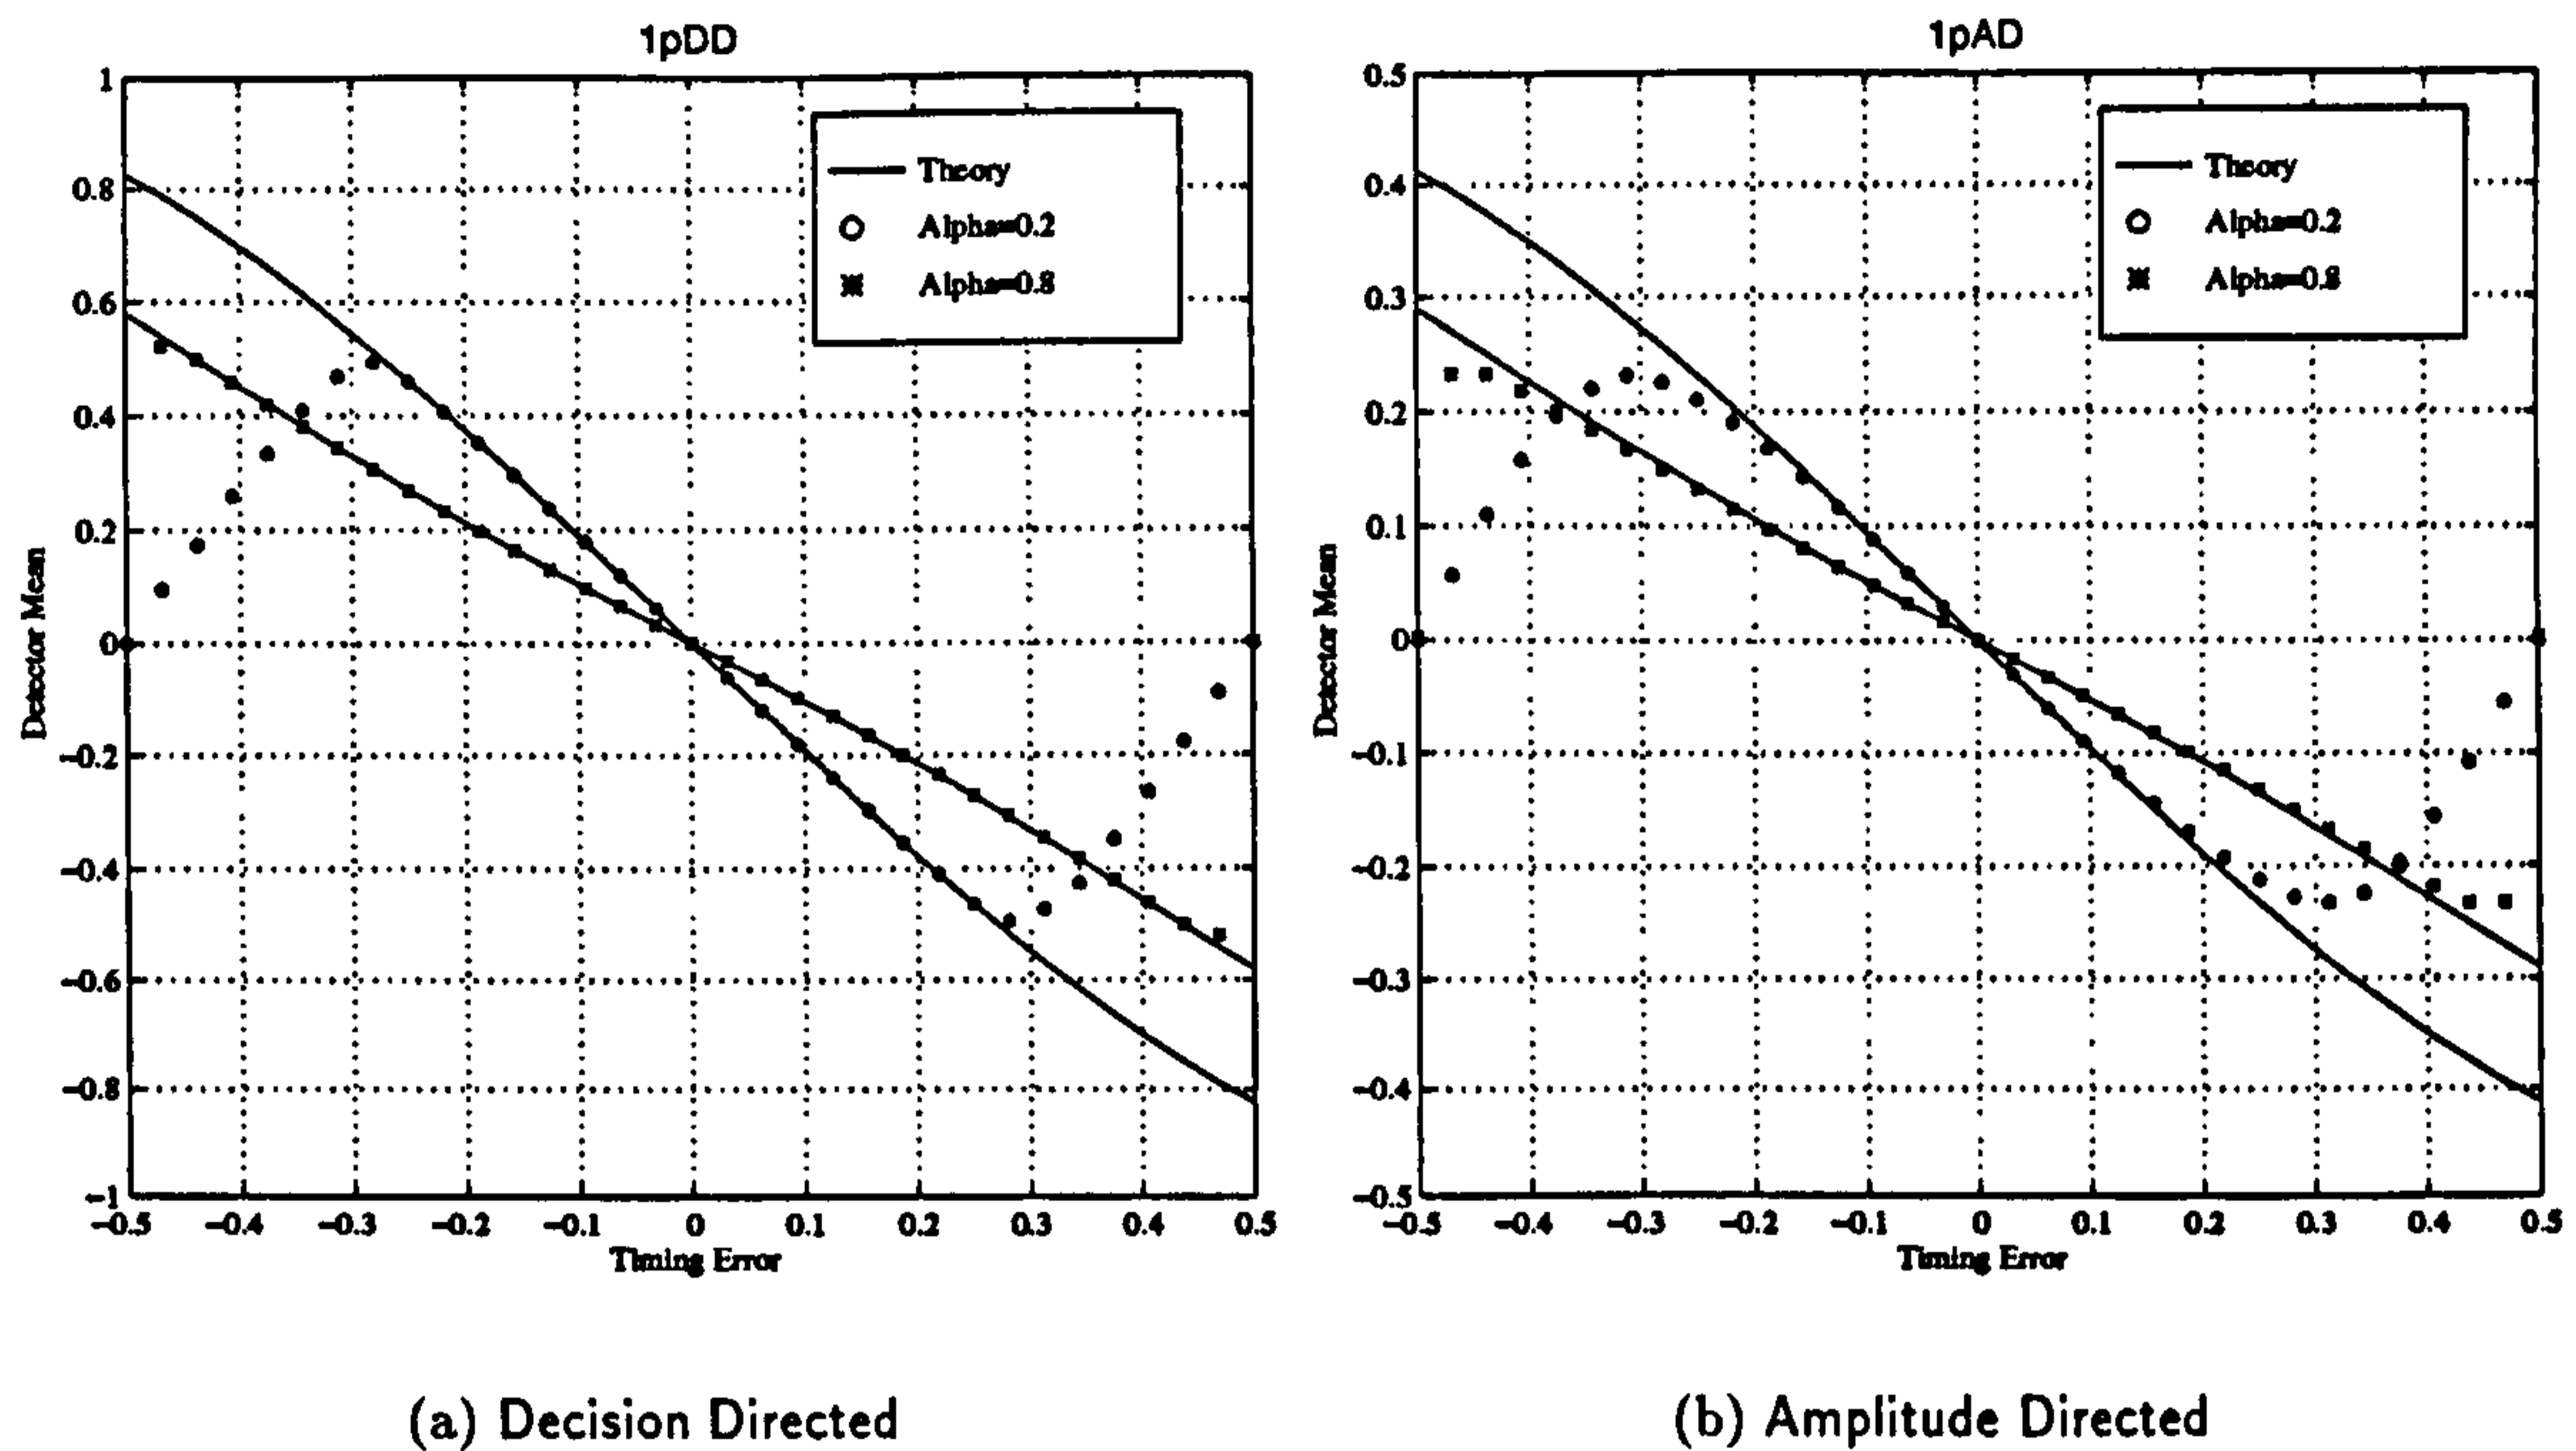 1pDD
1
0.8
0.6
0.4
0.2
0
−0.2
−0.4
−0.6
−0.8
−1
Detector Mean
−0.5 −0.4 −0.3 −0.2 −0.1 0 0.1 0.2 0.3 0.4 0.5
Timing Error
Theory
Alpha=0.2
Alpha=0.8
(a) Decision Directed
1pAD
0.5
0.4
0.3
0.2
0.1
0
−0.1
−0.2
−0.3
−0.4
−0.5
Detector Mean
−0.5 −0.4 −0.3 −0.2 −0.1 0 0.1 0.2 0.3 0.4 0.5
Timing Error
Theory
Alpha=0.2
Alpha=0.8
(b) Amplitude Directed